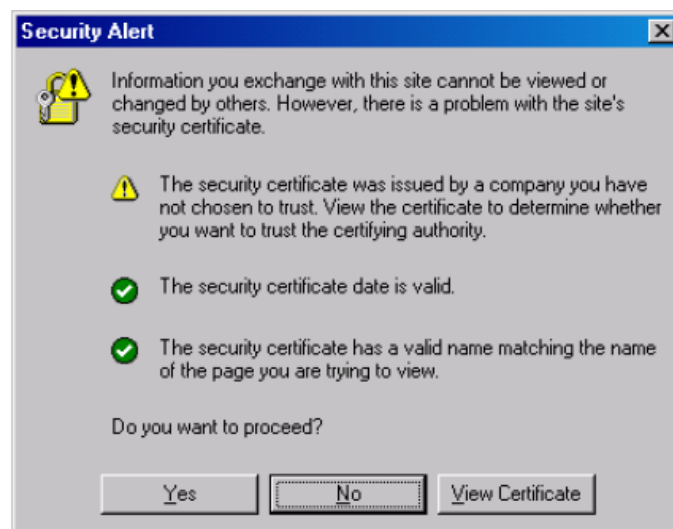 Security Alert
Information you exchange with this site cannot be viewed or
changed by others. However, there is a problem with the site's
security certificate.
The security certificate was issued by a company you have
not chosen to trust. View the certificate to determine whether
you want to trust the certifying authority.
The security certificate date is valid.
The security certificate has a valid name matching the name
of the page you are trying to view.
Do you want to proceed?
Yes No View Certificate